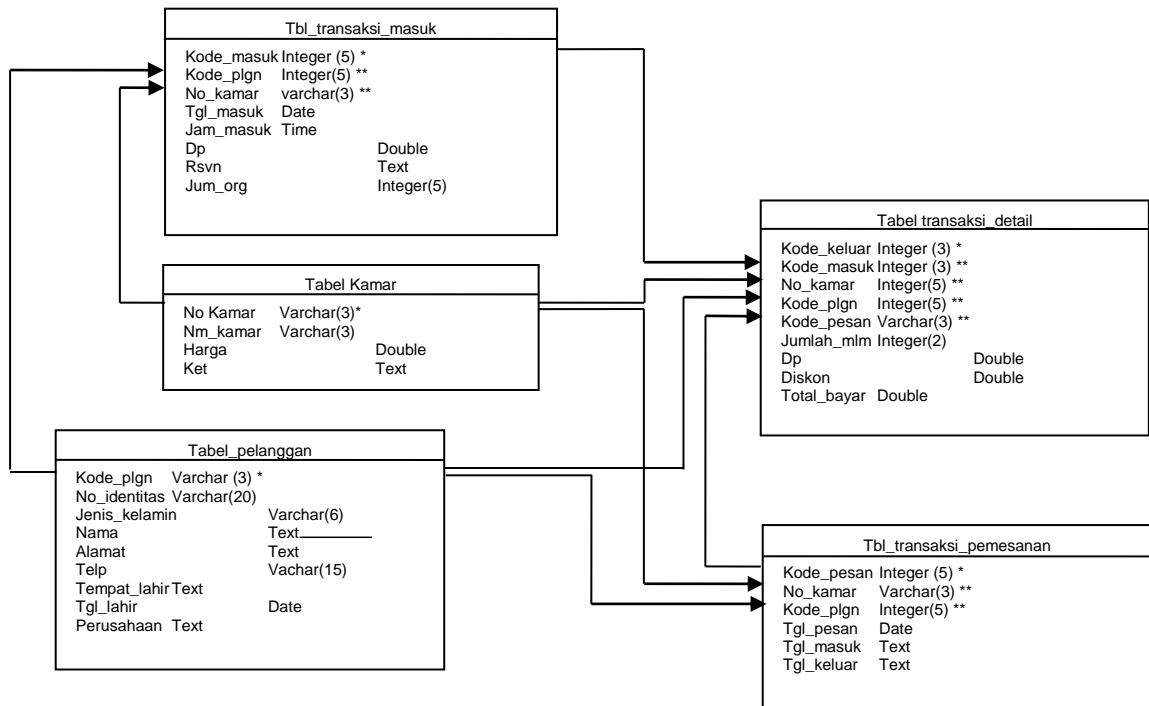 Tbl_transaksi_masuk
Kode_masuk Integer (5) *
Kode_plgn Integer(5) **
No_kamar varchar(3) **
Tgl_masuk Date
Jam_masuk Time
Dp Double
Rsvn Text
Jum_org Integer(5)
Tabel Kamar
No Kamar Varchar(3)*
Nm_kamar Varchar(3)
Harga Double
Ket Text
Tabel_pelanggan
Kode_plgn Varchar (3) *
No_identitas Varchar(20)
Jenis_kelamin Varchar(6)
Nama Text
Alamat Text
Telp Vachar(15)
Tempat_lahir Text
Tgl_lahir Date
Perusahaan Text
Tabel transaksi_detail
Kode_keluar Integer (3) *
Kode_masuk Integer (3) **
No_kamar Integer(5) **
Kode_plgn Integer(5) **
Kode_pesan Varchar(3) **
Jumlah_mlm Integer(2)
Dp Double
Diskon Double
Total_bayar Double
Tbl_transaksi_pemesanan
Kode_pesan Integer (5) *
No_kamar Varchar(3) **
Kode_plgn Integer(5) **
Tgl_pesan Date
Tgl_masuk Text
Tgl_keluar Text